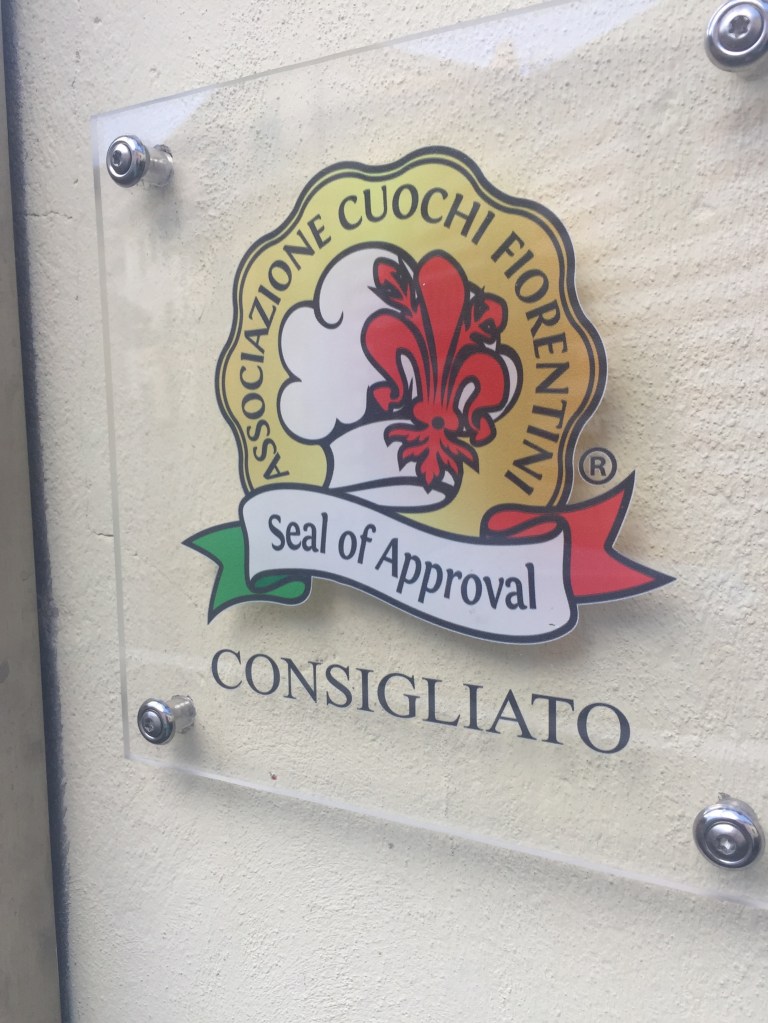 ASSOCIAZIONE CUOCHI FIORENTINI
®
Seal of Approval
CONSIGLIATO